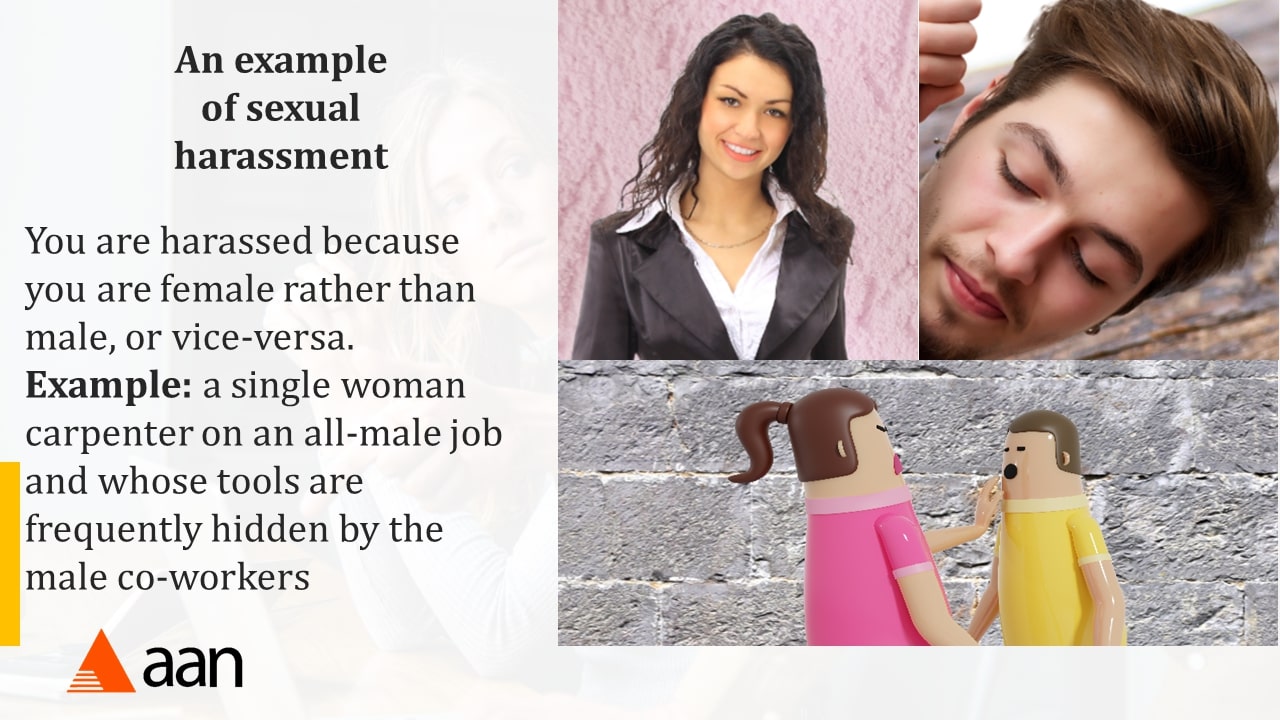 An example
of sexual
harassment
You are harassed because
you are female rather than
male, or vice-versa.
Example: a single woman
carpenter on an all-male job
and whose tools are
frequently hidden by the
male co-workers
aan